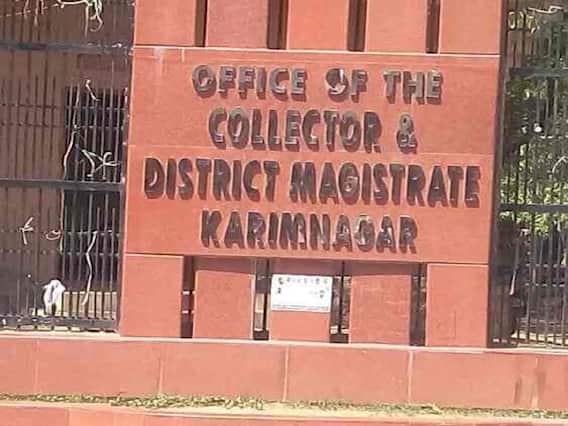 OFFICE OF THE
COLLECTOR &
DISTRICT MAGISTRATE
KARIMNAGAR